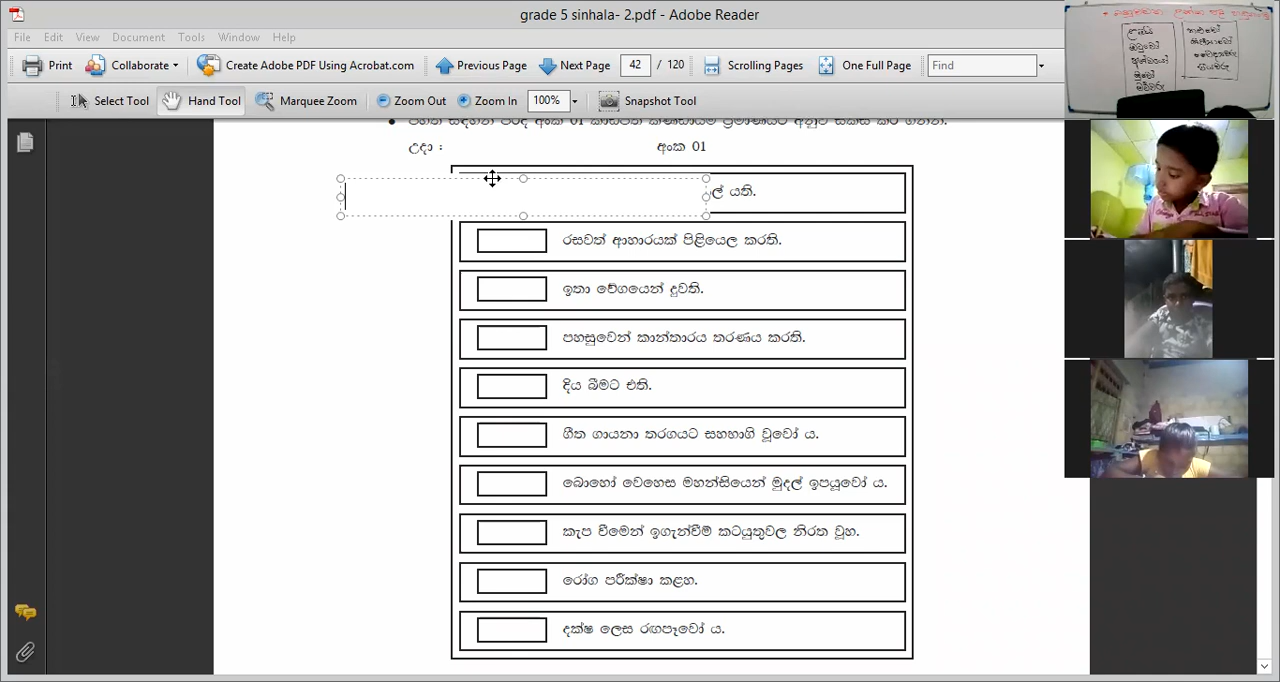 grade 5 sinhala- 2.pdf - Adobe Reader
File Edit View Document Tools Window Help
Print Collaborate Create Adobe PDF Using Acrobat.com Previous P Next Page 42 / 120 Scrolling Pages One Full Page Find
Select Tool Hand Tool Marquee Zoom Zoom Out Zoom In 100% Snapshot Tool
උදා : අංක 01
යති.
රසවත් ආහාරයක් පිළියෙල කරති.
ඉතා වේගයෙන් දුවති.
පහසුවෙන් කාන්තාරය තරණය කරති.
දිය බීමට එති.
ගීත ගායනා තරගයට සහභාගි වූවෝ ය.
බොහෝ වෙහෙස මහන්සියෙන් මුදල් ඉපයූවෝ ය.
කැප වීමෙන් ඉගැන්වීම් කටයුතුවල නිරත වූහ.
රෝග පරීක්ෂා කළහ.
දක්ෂ ලෙස රඟපෑවෝ ය.